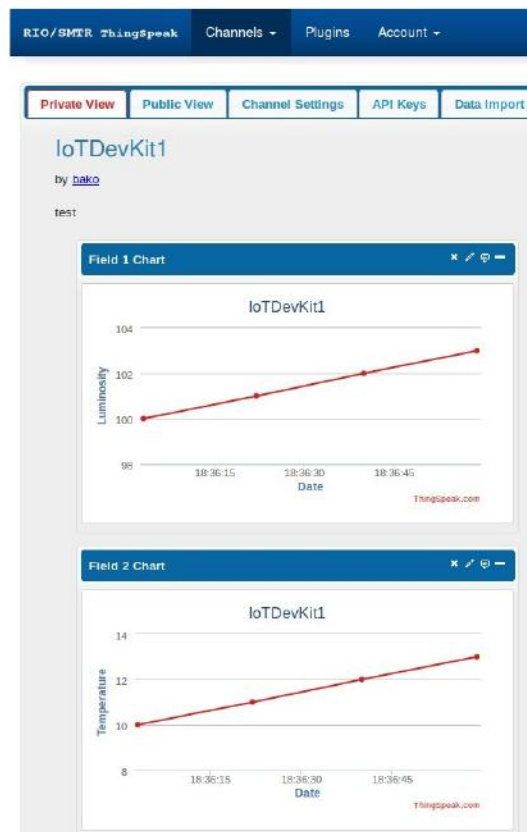 RIO/SMTR ThingSpeak Channels Plugins Account
Private View Public View Channel Settings API Keys Data Import
IoTDevKit1
by bako
test
Field 1 Chart
IoTDevKit1
104
102
100
98
Luminosity
18:36:15 18:36:30 18:36:45
Date
ThingSpeak.com
Field 2 Chart
IoTDevKit1
14
12
10
8
Temperature
18:36:15 18:36:30 18:36:45
Date
ThingSpeak.com